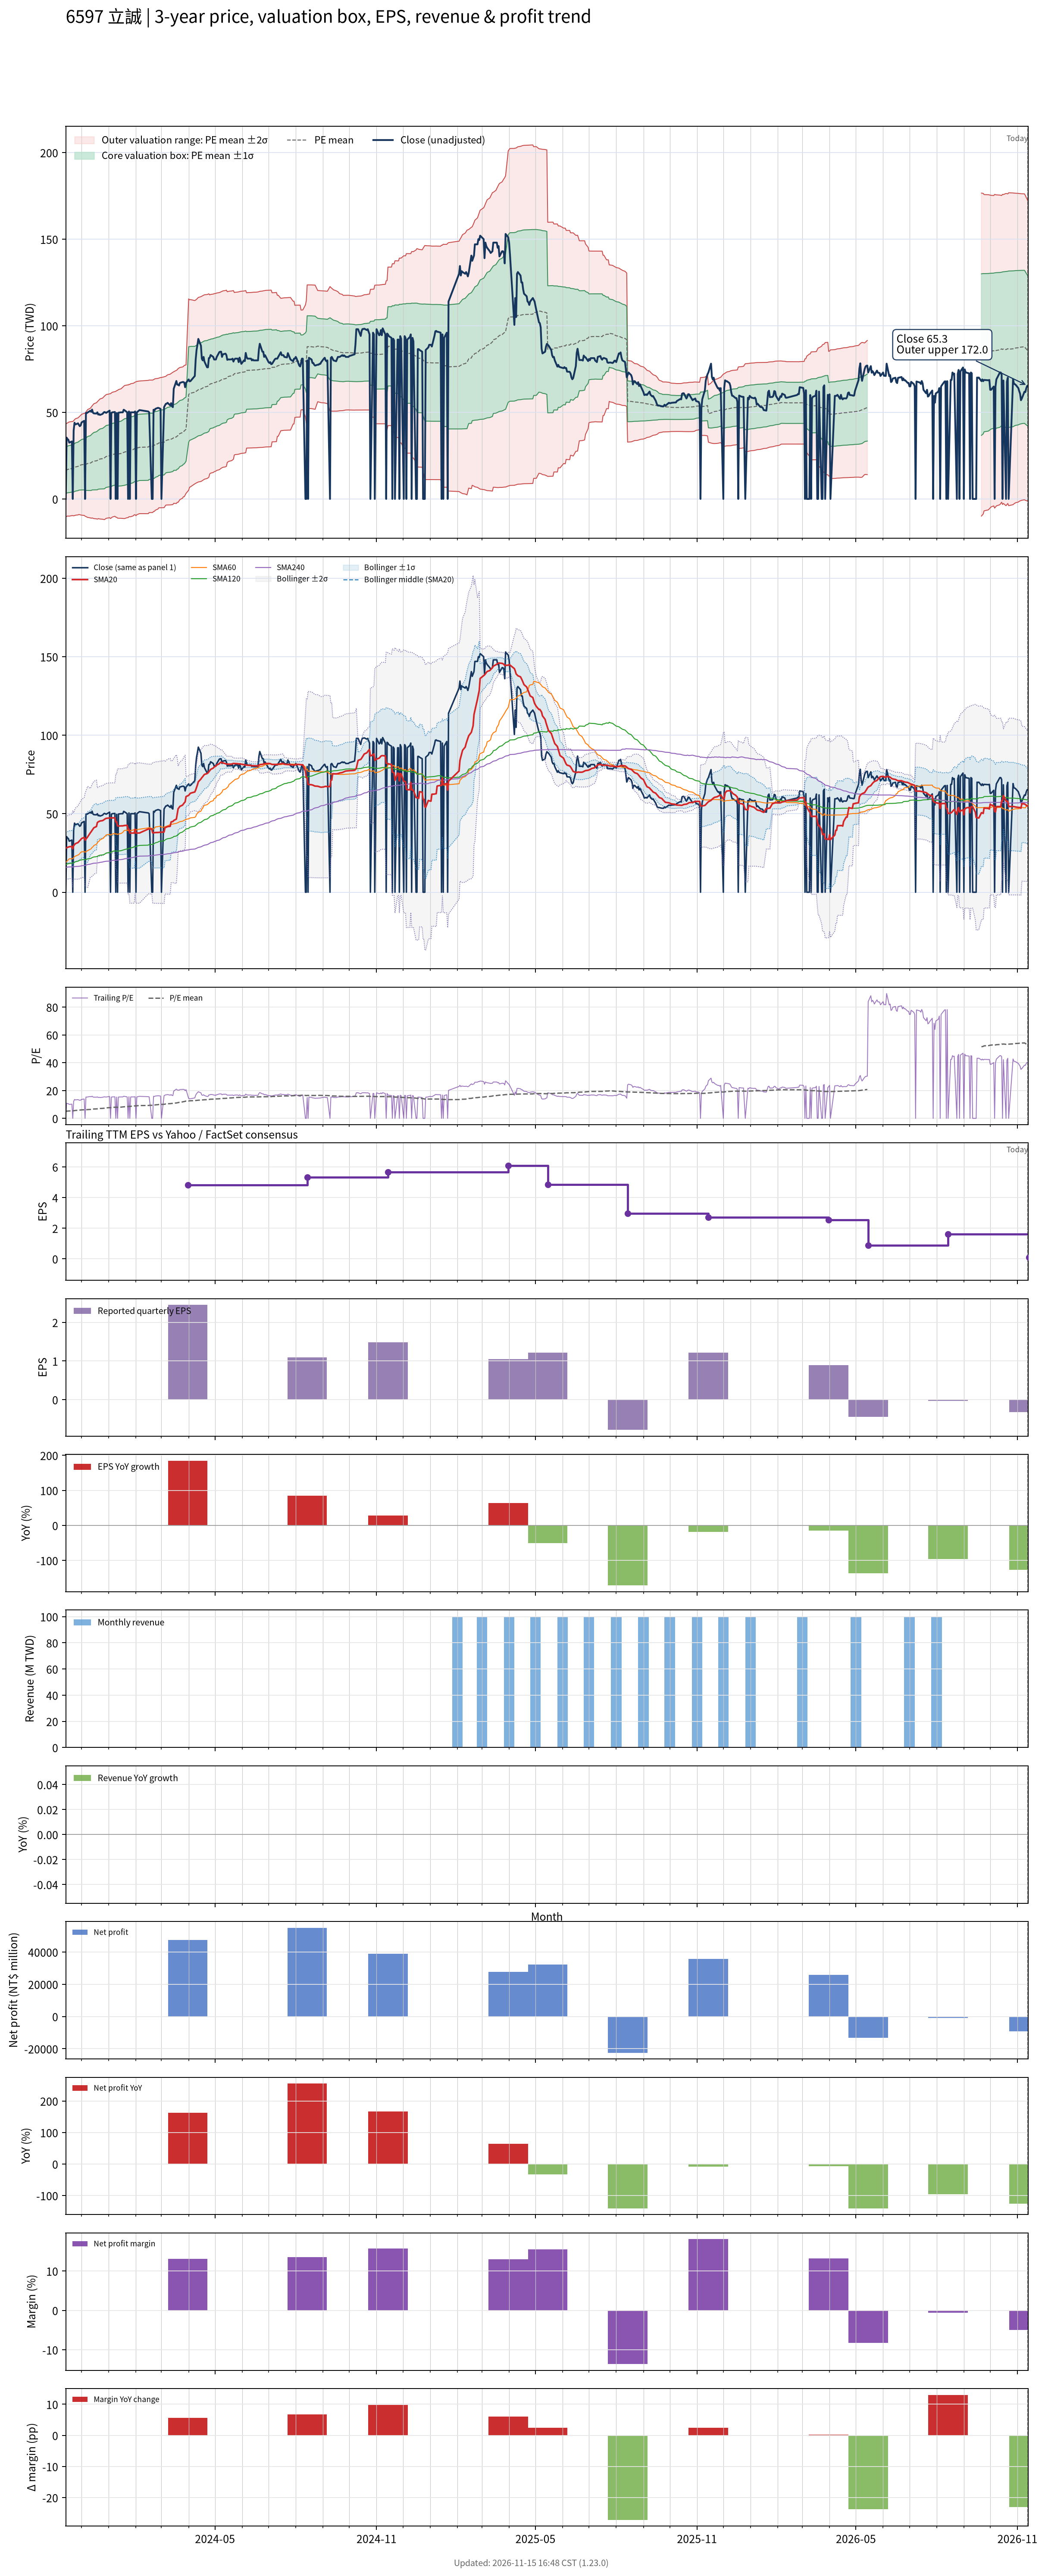 6597 立誠 | 3-year price, valuation box, EPS, revenue & profit trend
Outer valuation range: PE mean ±2σ
PE mean
Close (unadjusted)
Core valuation box: PE mean ±1σ
Today
Price (TWD)
200
150
100
50
0
Close 65.3
Outer upper 172.0
Close (same as panel 1)
SMA20
SMA60
SMA120
SMA240
Bollinger ±2σ
Bollinger ±1σ
Bollinger middle (SMA20)
Price
200
150
100
50
0
Trailing P/E
P/E mean
P/E
80
60
40
20
0
Trailing TTM EPS vs Yahoo / FactSet consensus
Today
EPS
6
4
2
0
Reported quarterly EPS
EPS
2
1
0
EPS YoY growth
YoY (%)
200
100
0
-100
Monthly revenue
Revenue (M TWD)
100
80
60
40
20
0
Revenue YoY growth
YoY (%)
0.04
0.02
0.00
-0.02
-0.04
Month
Net profit
Net profit (NT$ million)
40000
20000
0
-20000
Net profit YoY
YoY (%)
200
100
0
-100
Net profit margin
Margin (%)
10
0
-10
Margin YoY change
Δ margin (pp)
10
0
-10
-20
2024-05
2024-11
2025-05
2025-11
2026-05
2026-11
Updated: 2026-11-15 16:48 CST (1.23.0)